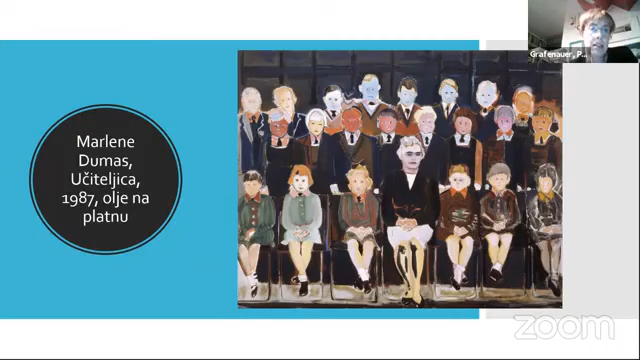 Grafenauer, P...
Marlene
Dumas,
Učiteljica,
1987, olje na
platnu
zoom